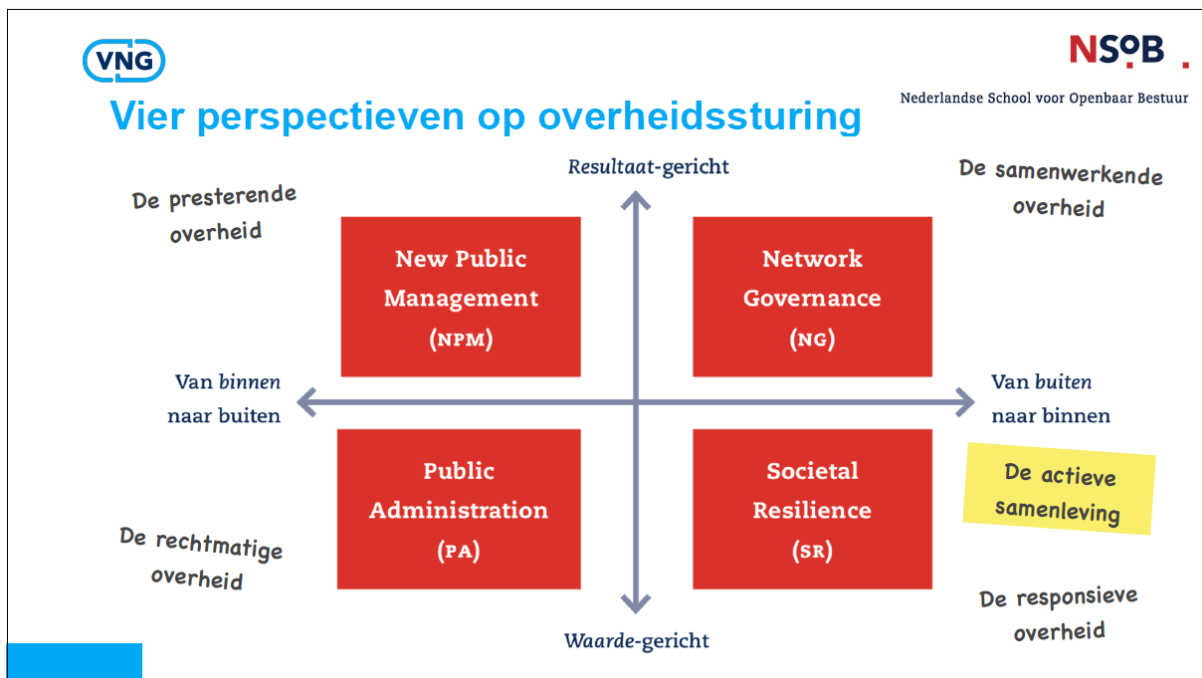 VNG
NSOB
Nederlandse School voor Openbaar Bestuur
Vier perspectieven op overheidssturing
Resultaat-gericht
De presterende
overheid
De samenwerkende
overheid
New Public
Management
(NPM)
Network
Governance
(NG)
Van binnen
naar buiten
Van buiten
naar binnen
Public
Administration
(PA)
Societal
Resilience
(SR)
De actieve
samenleving
De rechtmatige
overheid
De responsieve
overheid
Waarde-gericht